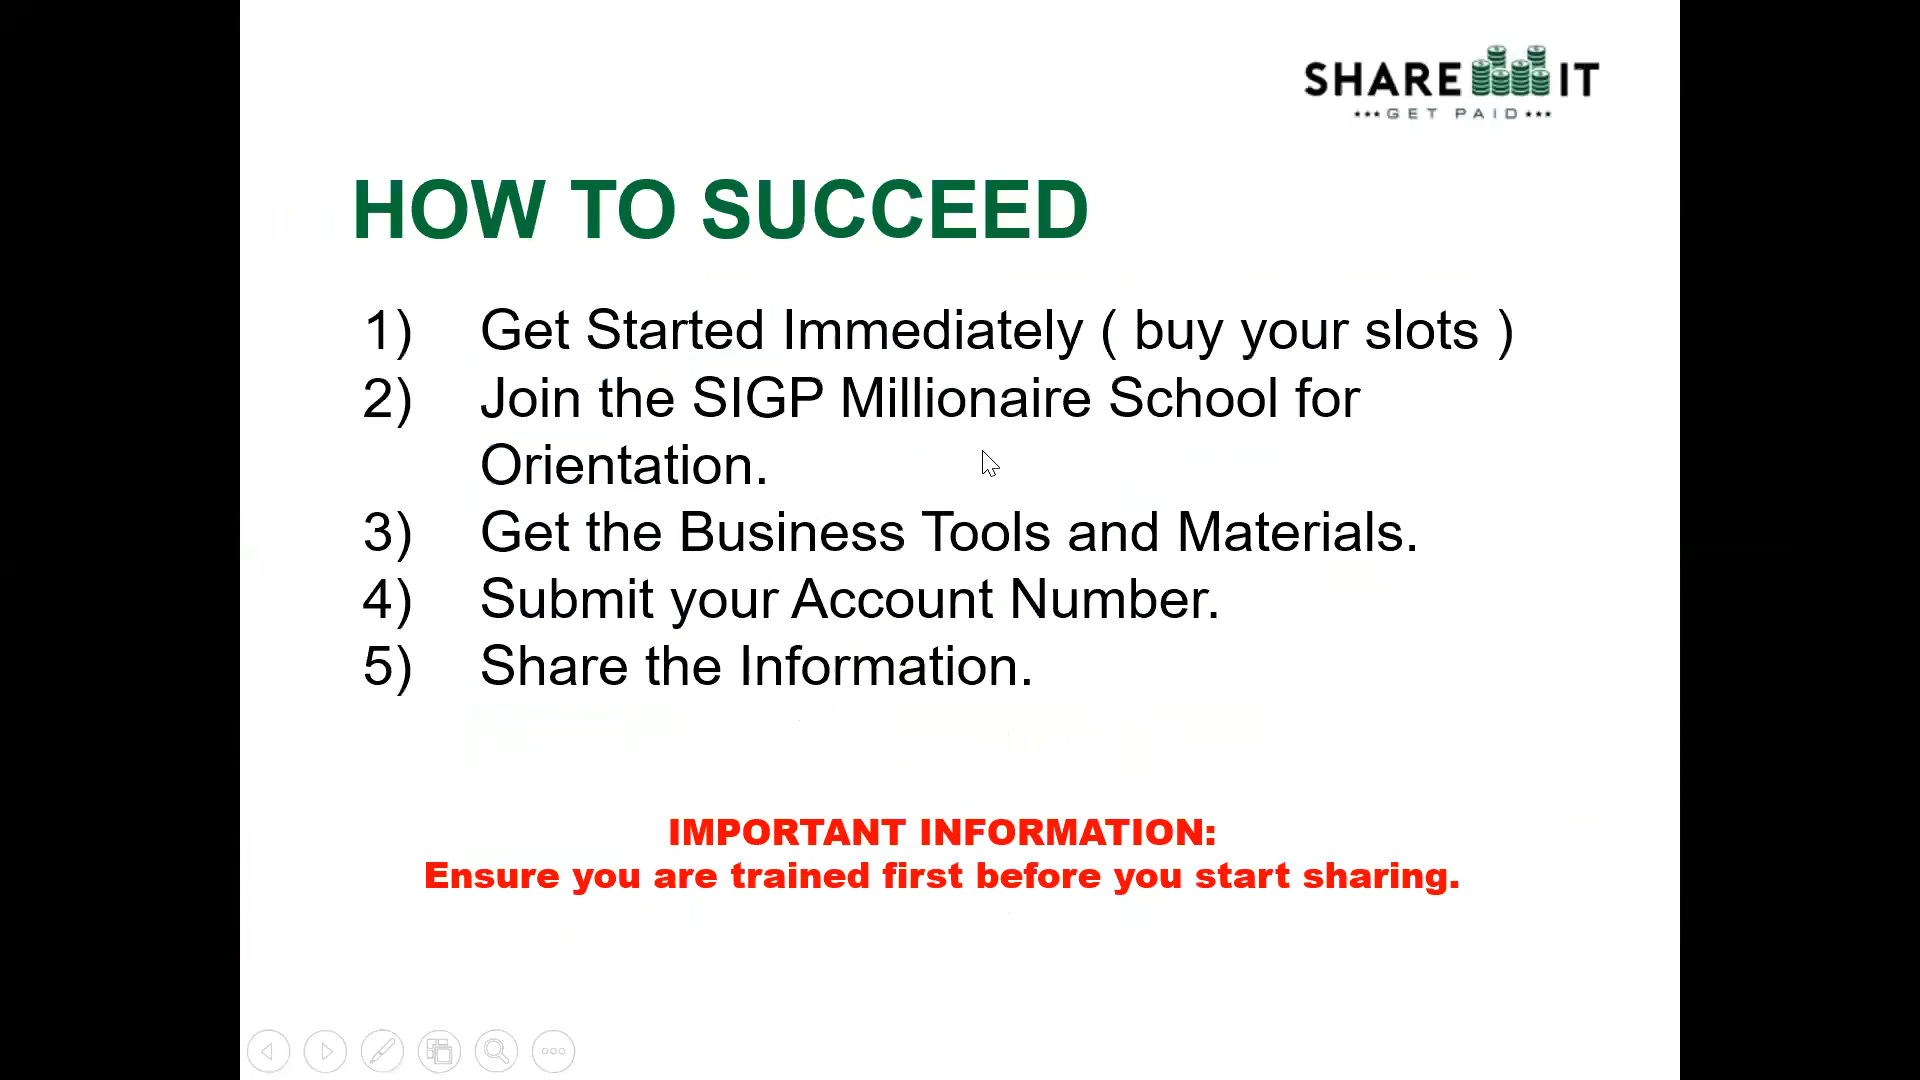 SHARE IT
GET PAID
HOW TO SUCCEED
1) Get Started Immediately ( buy your slots )
2) Join the SIGP Millionaire School for
Orientation.
3) Get the Business Tools and Materials.
4) Submit your Account Number.
5) Share the Information.
IMPORTANT INFORMATION:
Ensure you are trained first before you start sharing.